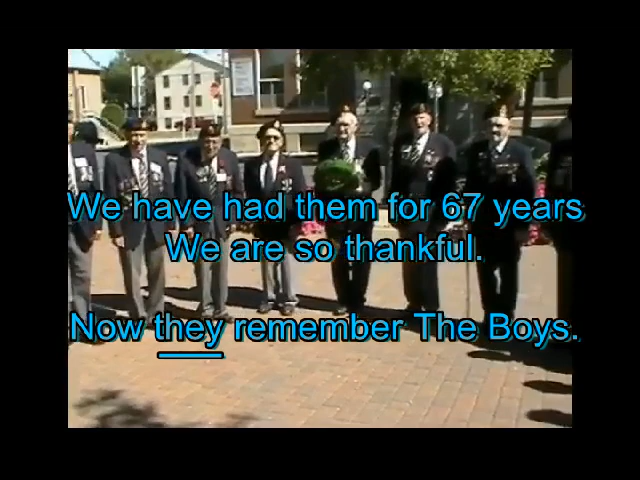 We have had them for 67 years
We are so thankful.
Now they remember The Boys.